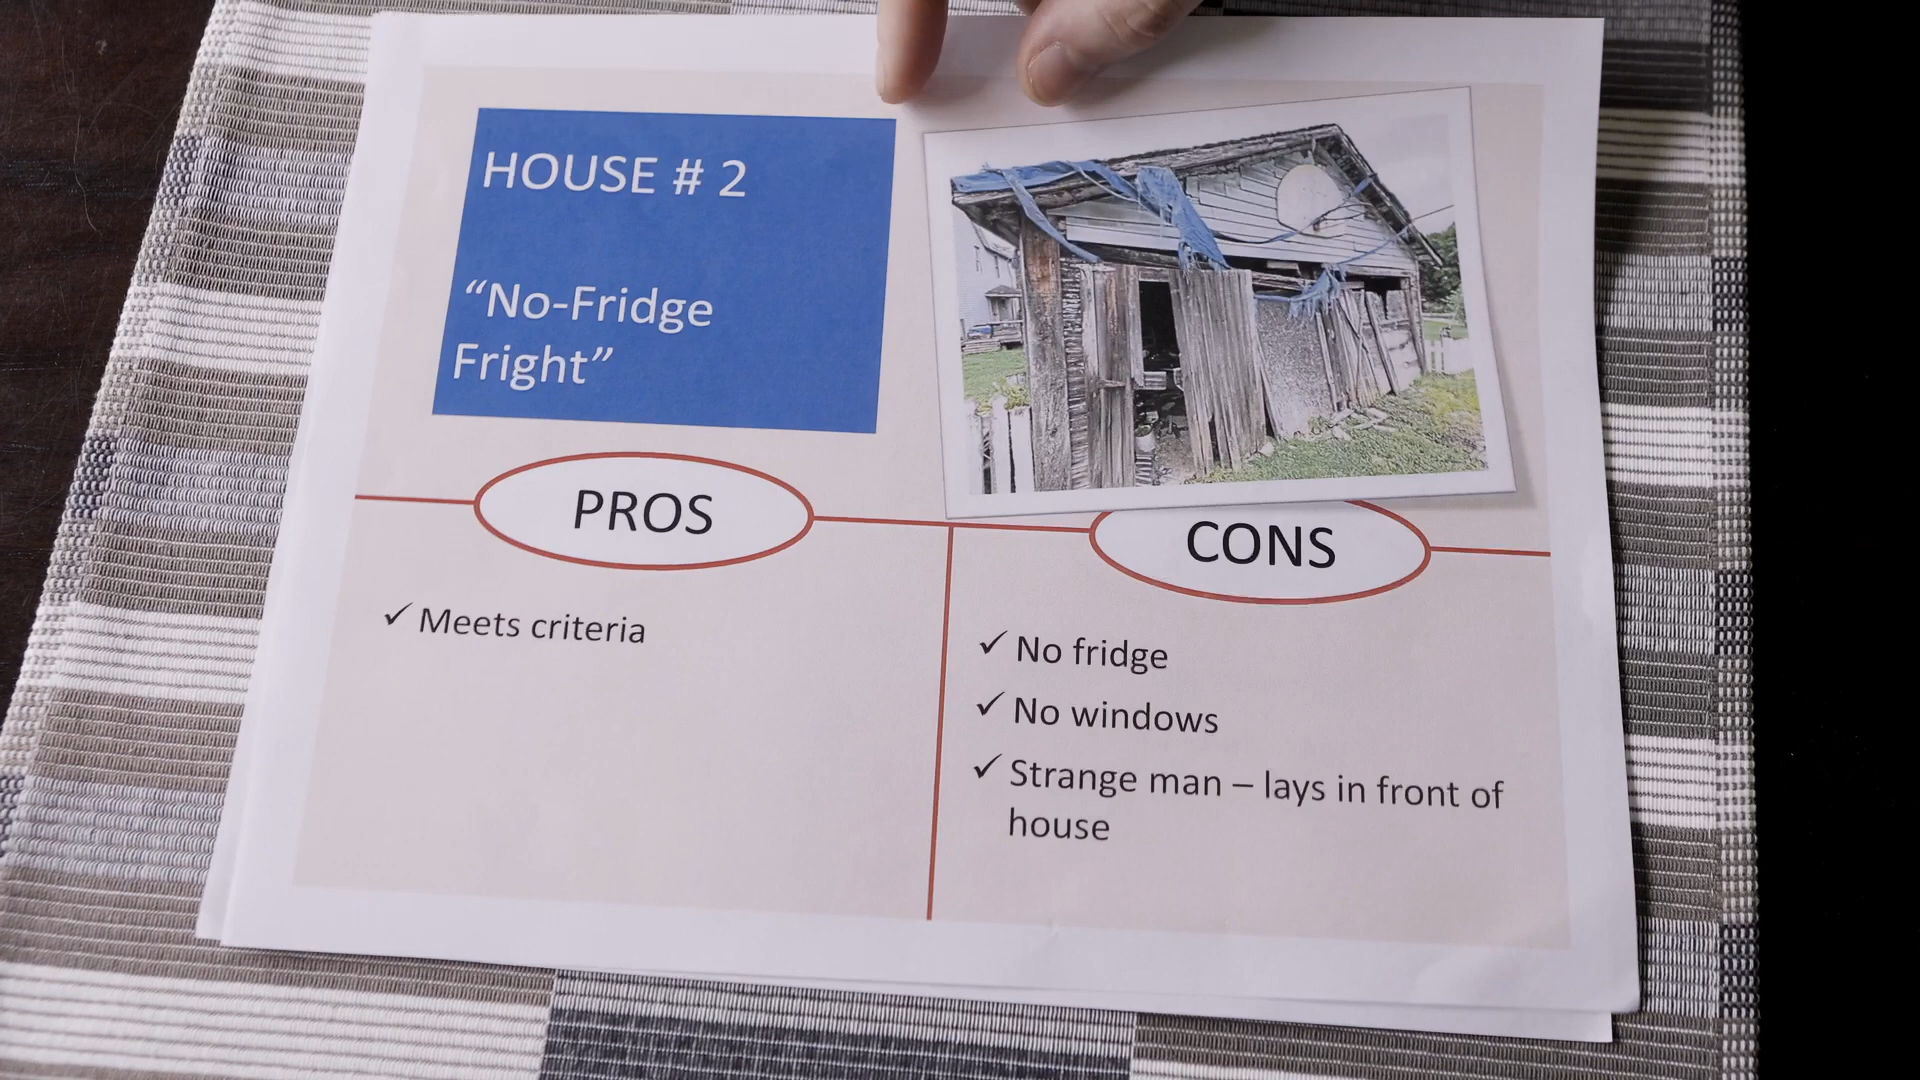 HOUSE # 2
“No-Fridge
Fright”
PROS
✓ Meets criteria
CONS
✓ No fridge
✓ No windows
✓ Strange man – lays in front of
house